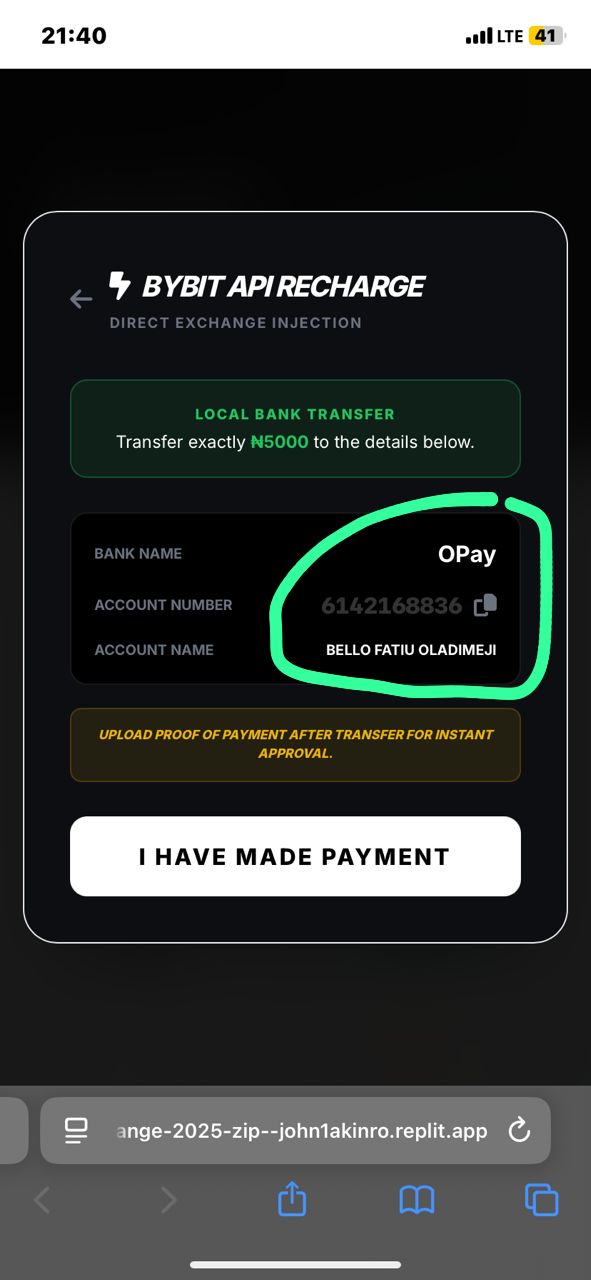 21:40
LTE 41
BYBIT API RECHARGE
DIRECT EXCHANGE INJECTION
LOCAL BANK TRANSFER
Transfer exactly ₦5000 to the details below.
BANK NAME OPay
ACCOUNT NUMBER 6142168836
ACCOUNT NAME BELLO FATIU OLADIMEJI
UPLOAD PROOF OF PAYMENT AFTER TRANSFER FOR INSTANT
APPROVAL.
I HAVE MADE PAYMENT
ange-2025-zip--john1akinro.replit.app